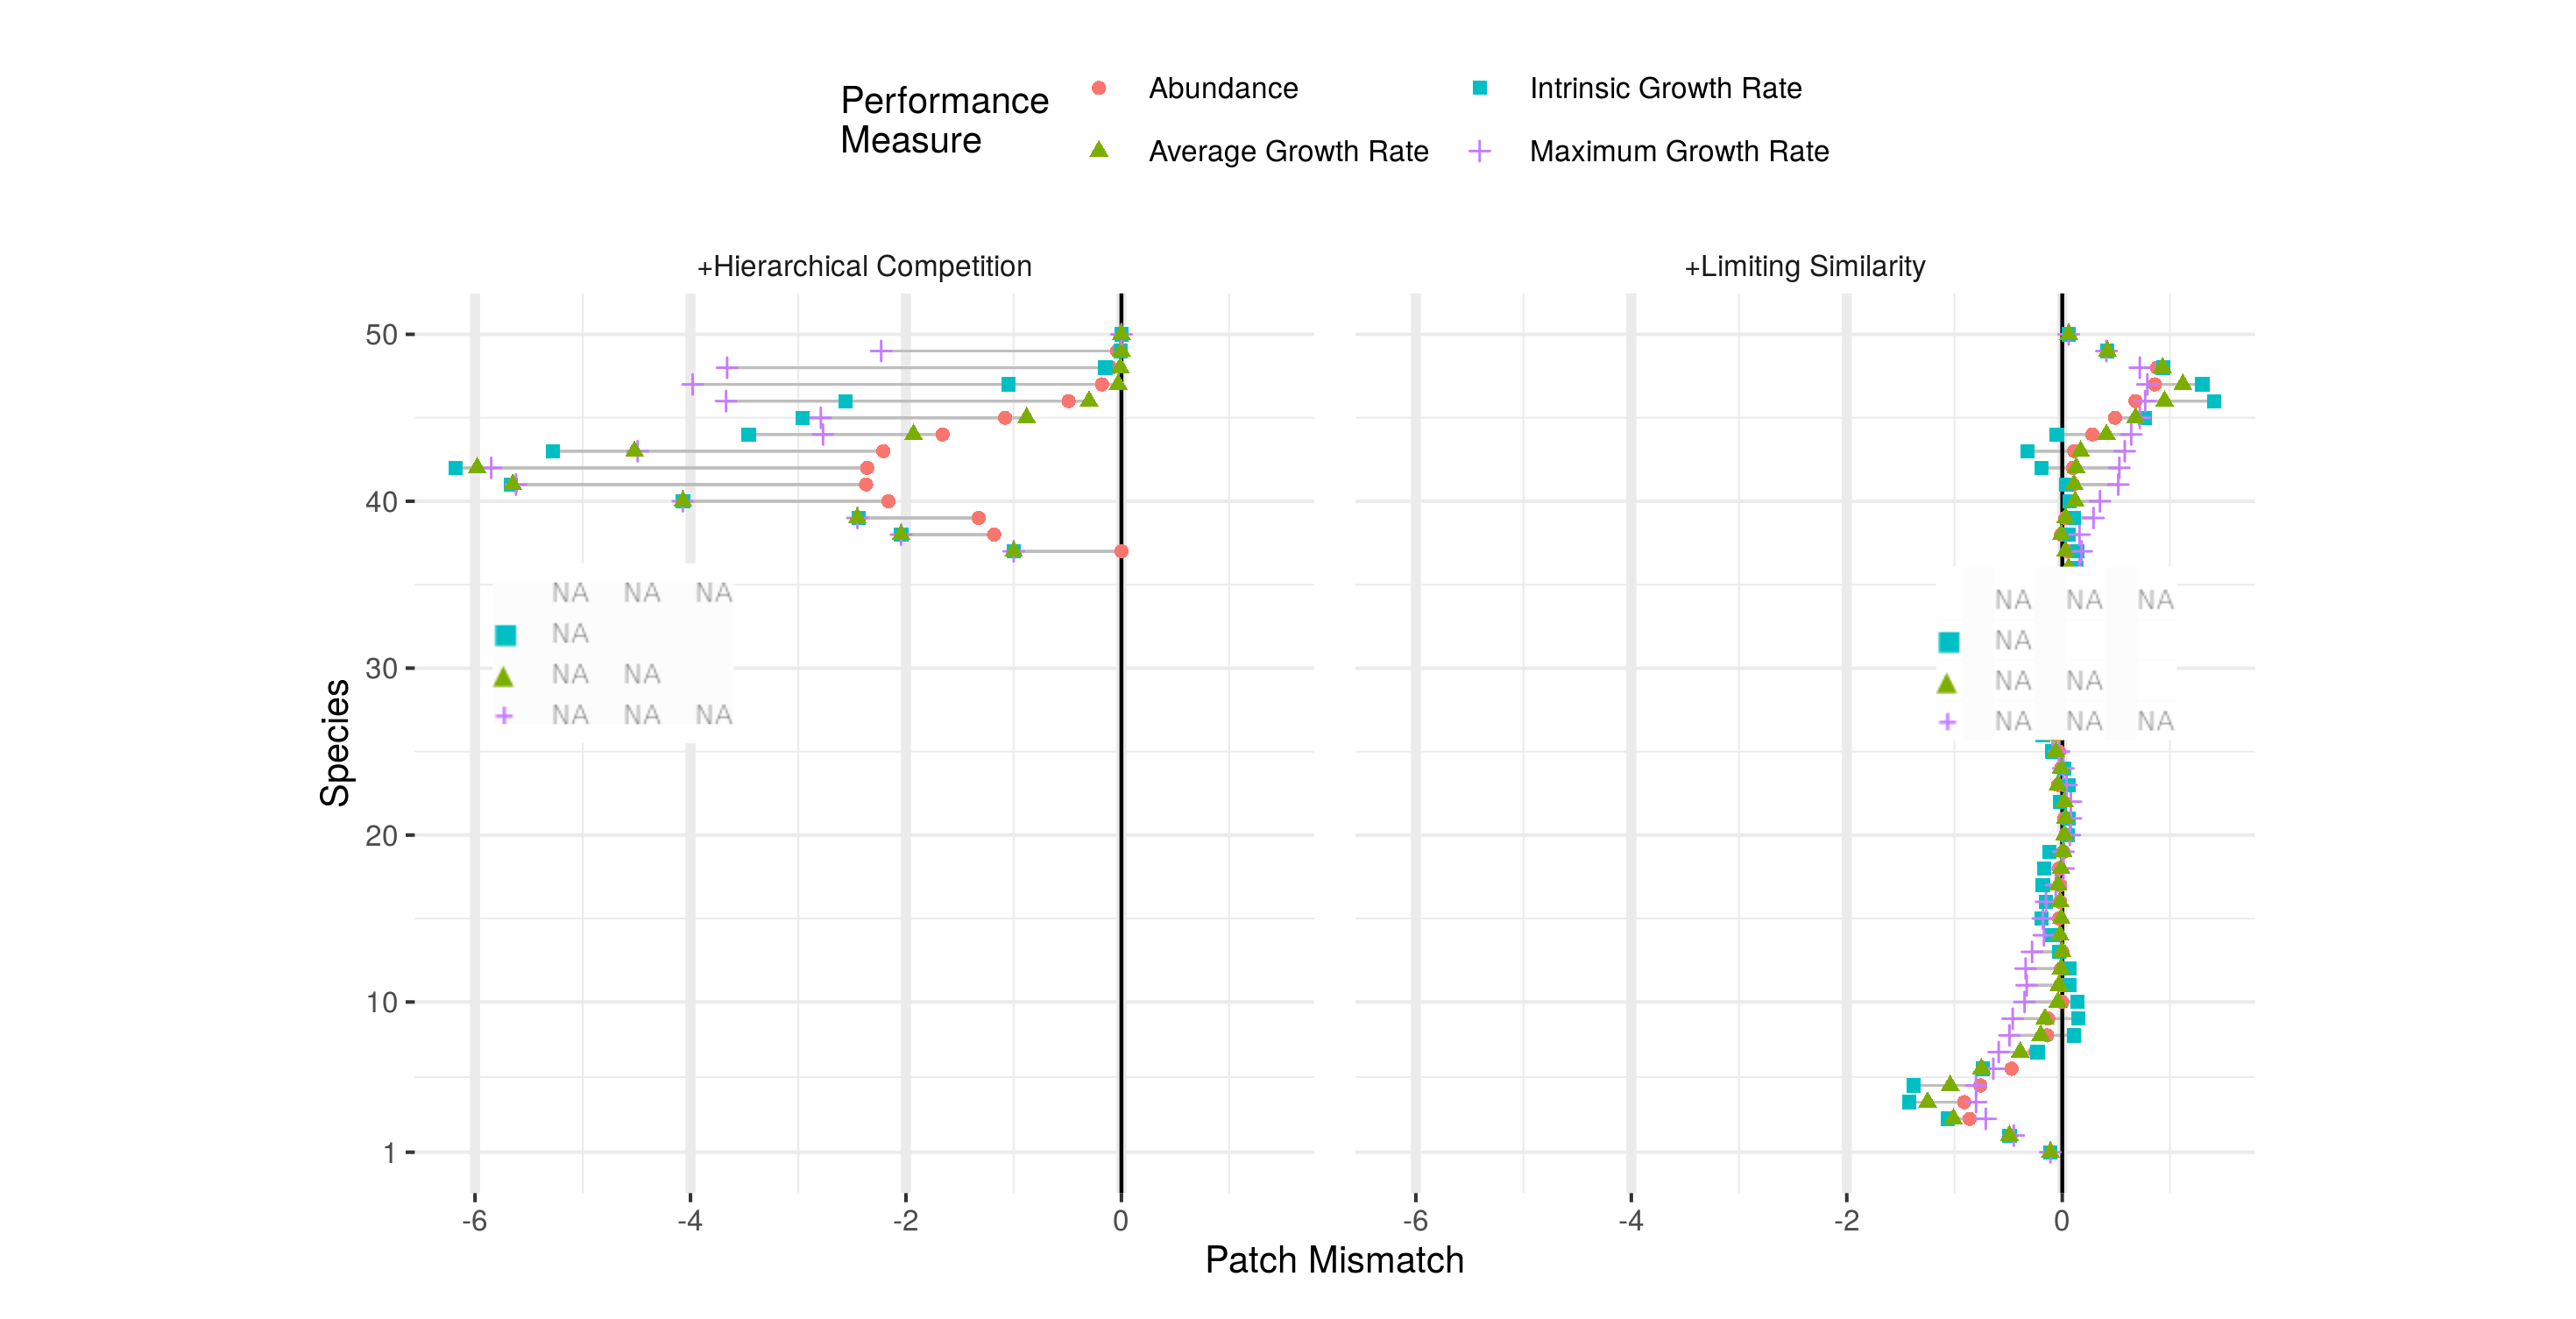 Performance
Measure
Abundance
Intrinsic Growth Rate
Average Growth Rate
Maximum Growth Rate
+Hierarchical Competition
+Limiting Similarity
Species
50
40
30
20
10
1
NA NA NA
NA
NA NA
NA NA NA
NA NA NA
NA
NA NA
NA NA NA
-6 -4 -2 0
-6 -4 -2 0
Patch Mismatch